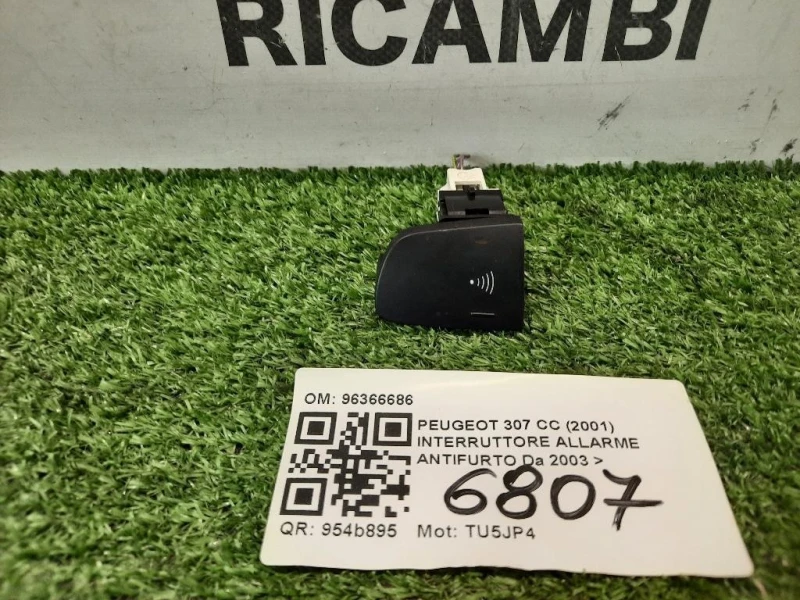 RICAMBI
OM: 96366686
PEUGEOT 307 CC (2001)
INTERRUTTORE ALLARME
ANTIFURTO Da 2003 >
6807
QR: 954b895 Mot: TU5JP4